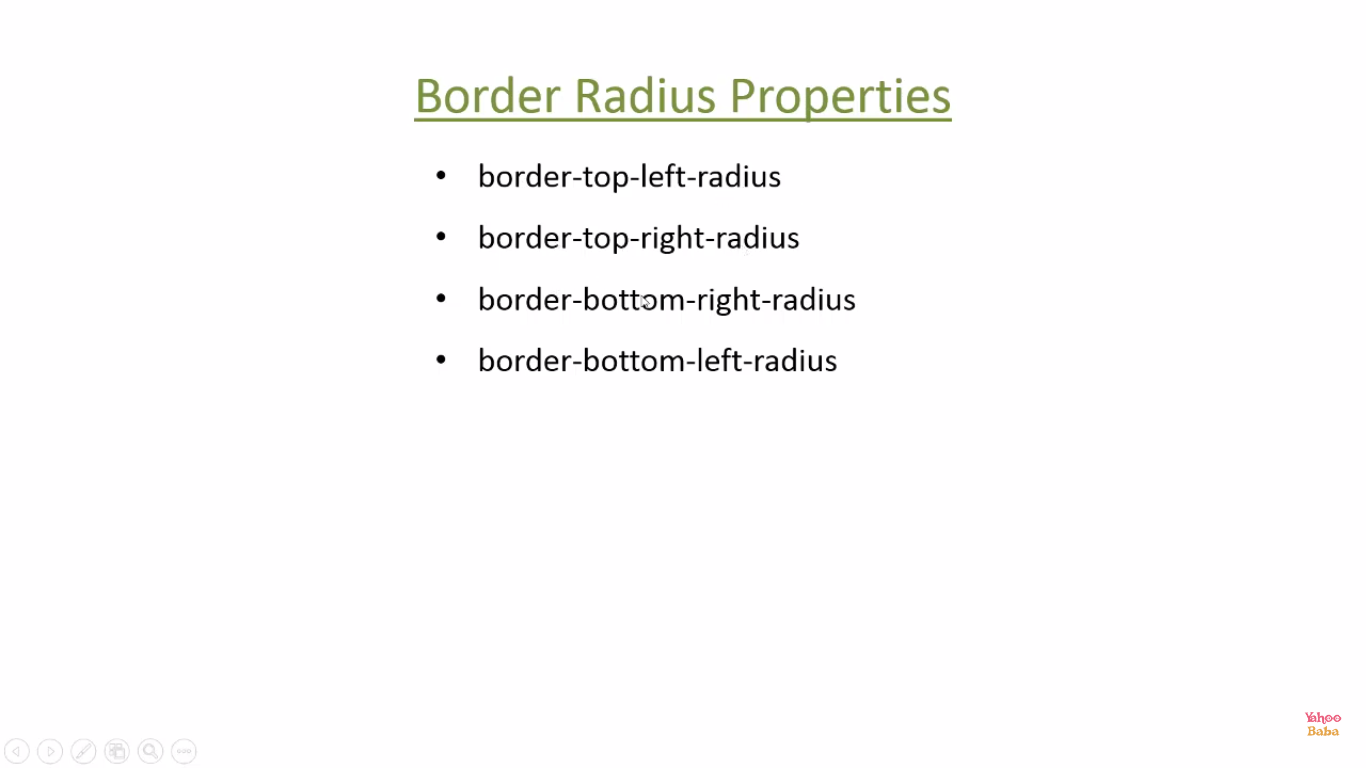 Border Radius Properties
• border-top-left-radius
• border-top-right-radius
• border-bottom-right-radius
• border-bottom-left-radius
Yahoo
Baba